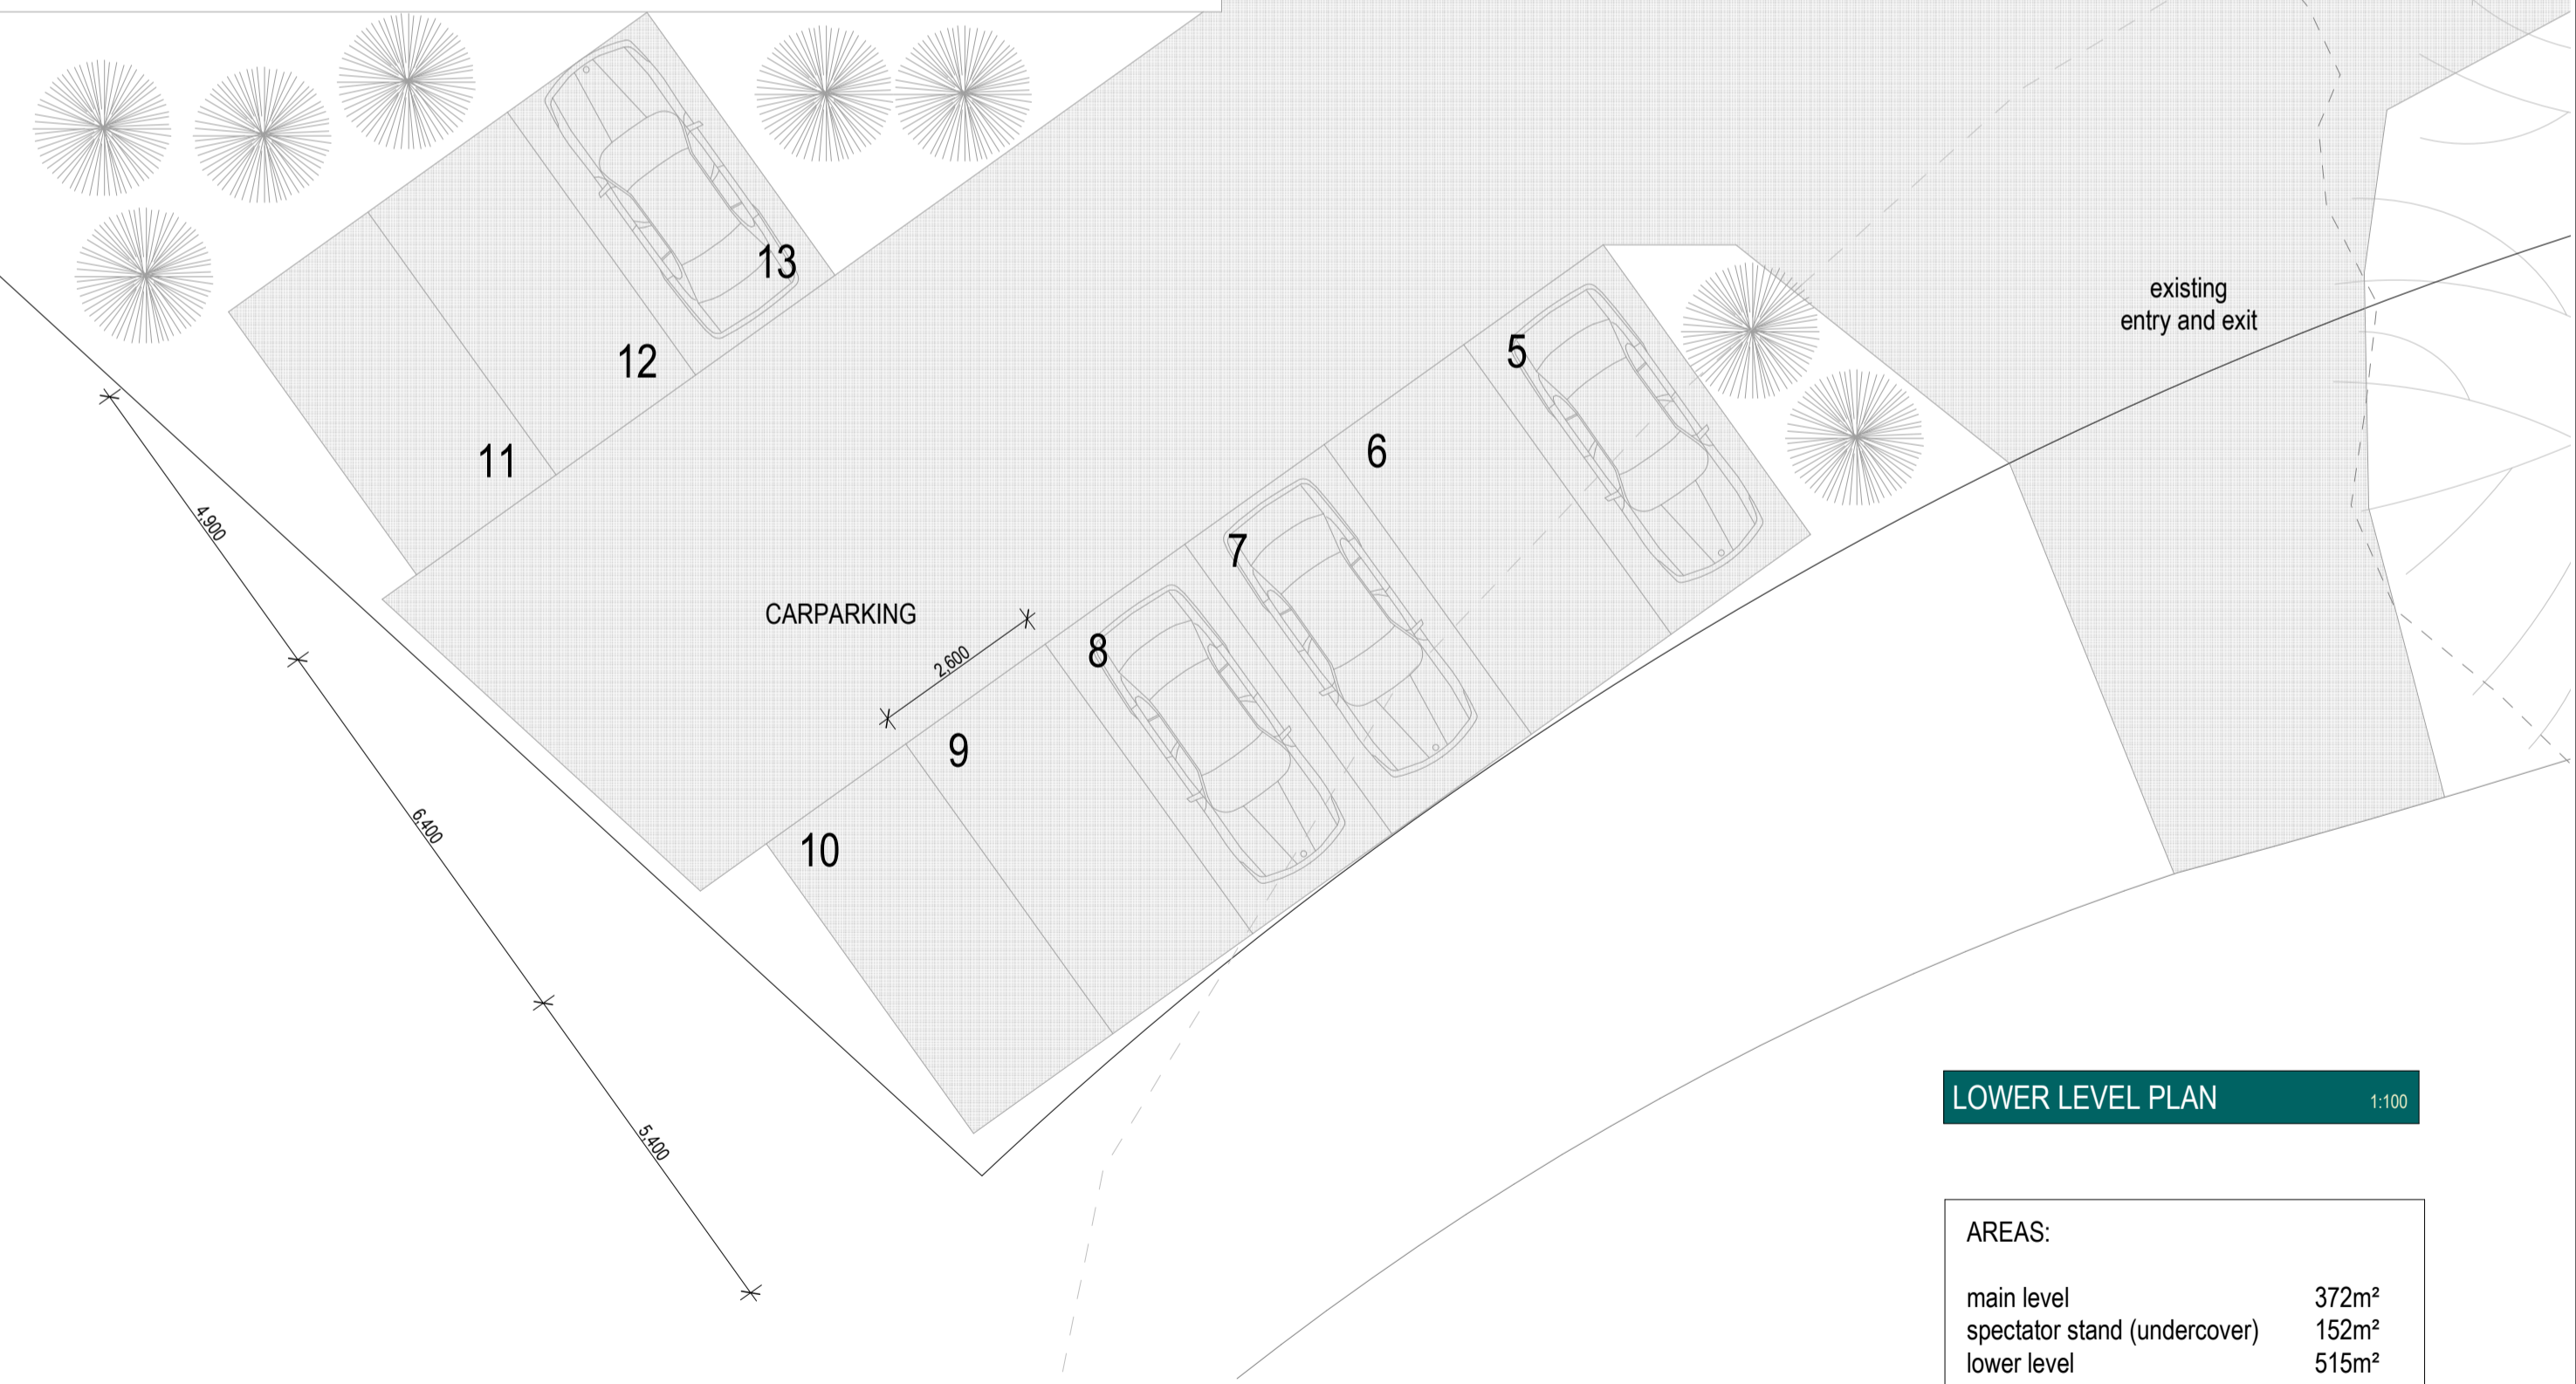 13
12
11
existing
entry and exit
5
6
7
8
9
10
4,900
6,400
5,400
CARPARKING
2,600
LOWER LEVEL PLAN 1:100
AREAS:
main level 372m²
spectator stand (undercover) 152m²
lower level 515m²